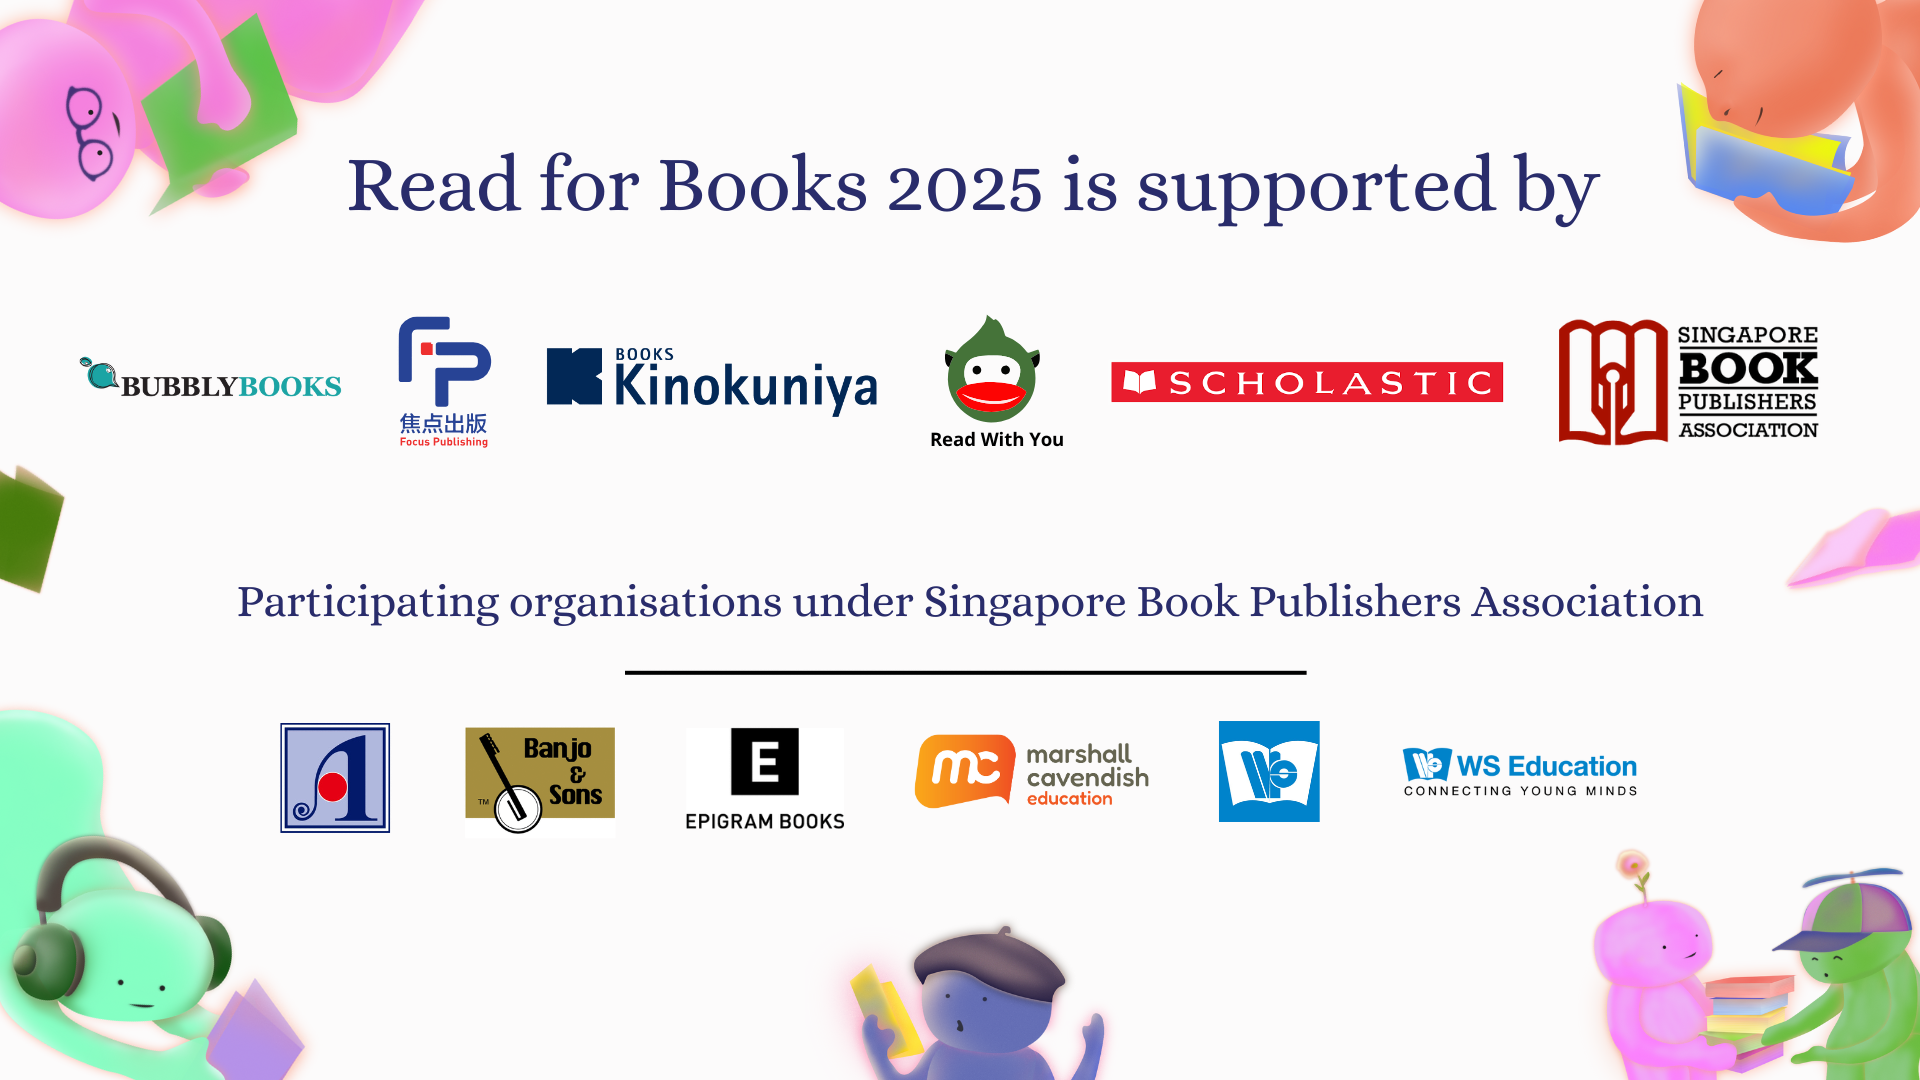 Read for Books 2025 is supported by
BUBBLYBOOKS
FP
焦点出版
Focus Publishing
BOOKS
Kinokuniya
Read With You
SCHOLASTIC
SINGAPORE
BOOK
PUBLISHERS
ASSOCIATION
Participating organisations under Singapore Book Publishers Association
A
Banjo
&
Sons
TM
E
EPIGRAM BOOKS
mc
marshall
cavendish
education
WS Education
CONNECTING YOUNG MINDS